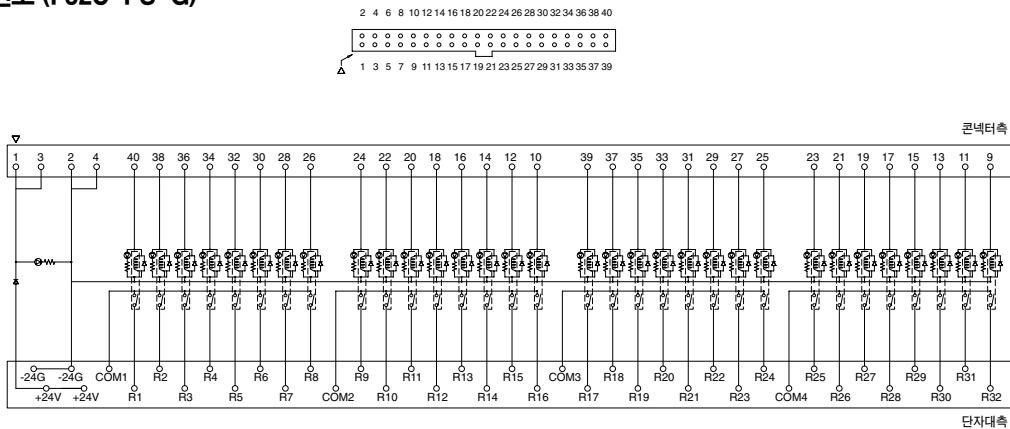 2 4 6 8 10 12 14 16 18 20 22 24 26 28 30 32 34 36 38 40
1 3 5 7 9 11 13 15 17 19 21 23 25 27 29 31 33 35 37 39
콘넥터측
1 3 2 4 40 38 36 34 32 30 28 26 24 22 20 18 16 14 12 10 39 37 35 33 31 29 27 25 23 21 19 17 15 13 11 9
-24G -24G COM1 R2 R4 R6 R8 R9 R11 R13 R15 COM3 R18 R20 R22 R24 R25 R27 R29 R31
+24V +24V R1 R3 R5 R7 COM2 R10 R12 R14 R16 R17 R19 R21 R23 COM4 R26 R28 R30 R32
단자대측